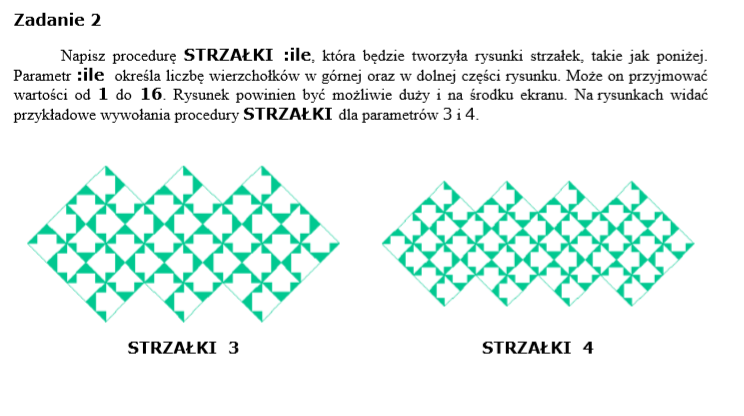 Zadanie 2
Napisz procedurę STRZAŁKI :ile, która będzie tworzyła rysunki strzałek, takie jak poniżej.
Parametr :ile określa liczbę wierzchołków w górnej oraz w dolnej części rysunku. Może on przyjmować
wartości od 1 do 16. Rysunek powinien być możliwie duży i na środku ekranu. Na rysunkach widać
przykładowe wywołania procedury STRZAŁKI dla parametrów 3 i 4.
STRZAŁKI 3
STRZAŁKI 4